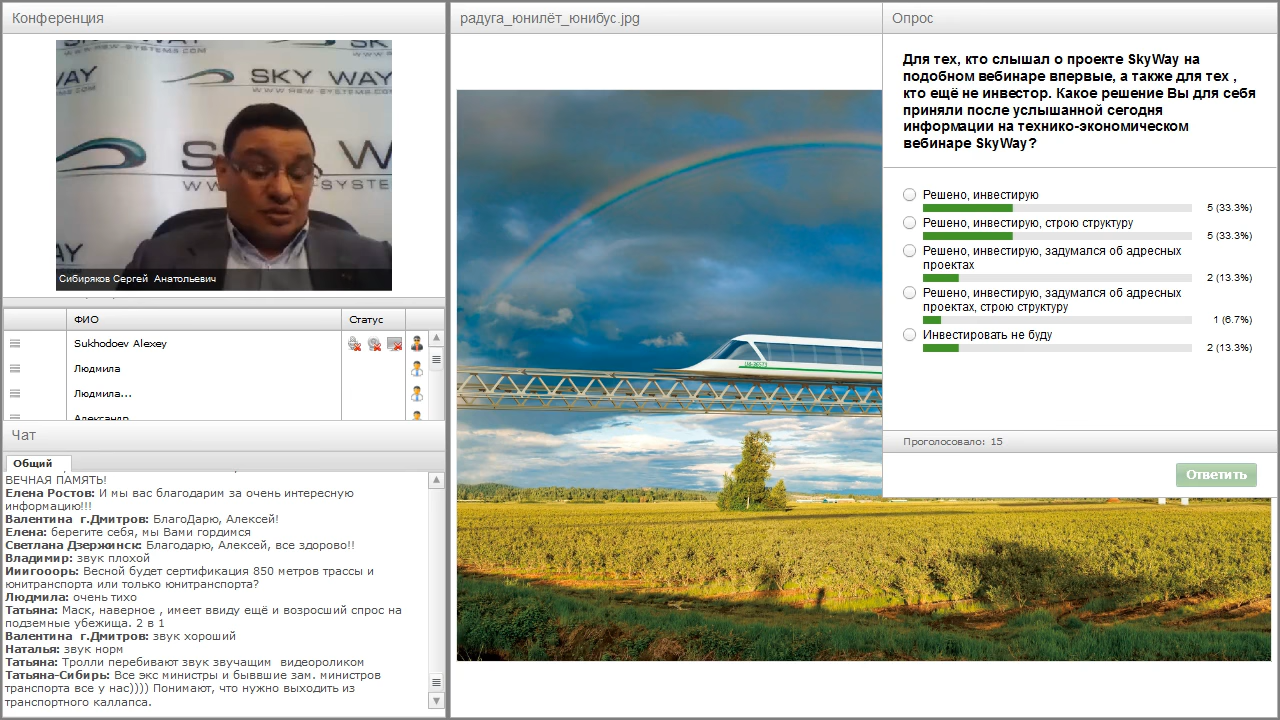 Конференция
SKY WAY
WWW.RSW-SYSTEMS.COM
Сибиряков Сергей Анатольевич
ФИО
Статус
Sukhodoev Alexey
Людмила
Людмила...
Александр
Чат
Общий
ВЕЧНАЯ ПАМЯТЬ!
Елена Ростов: И мы вас благодарим за очень интересную
информацию!!!
Валентина г.Дмитров: БлагоДарю, Алексей!
Елена: берегите себя, мы Вами гордимся
Светлана Дзержинск: Благодарю, Алексей, все здорово!!
Владимир: звук плохой
Ииигооорь: Весной будет сертификация 850 метров трассы и
юнитранспорта или только юнитранспорта?
Людмила: очень тихо
Татьяна: Маск, наверное , имеет ввиду ещё и возросший спрос на
подземные убежища. 2 в 1
Валентина г.Дмитров: звук хороший
Наталья: звук норм
Татьяна: Тролли перебивают звук звучащим видеороликом
Татьяна-Сибирь: Все экс министры и быввшие зам. министров
транспорта вег у нас)))) Понимают, что нужно выходить из
транспортного каллапса.
радуга_юнилёт_юнибус.jpg
Опрос
Для тех, кто слышал о проекте SkyWay на
подобном вебинаре впервые, а также для тех ,
кто ещё не инвестор. Какое решение Вы для себя
приняли после услышанной сегодня
информации на технико-экономическом
вебинаре SkyWay?
Решено, инвестирую
5 (33.3%)
Решено, инвестирую, строю структуру
5 (33.3%)
Решено, инвестирую, задумался об адресных
проектах
2 (13.3%)
Решено, инвестирую, задумался об адресных
проектах, строю структуру
1 (6.7%)
Инвестировать не буду
2 (13.3%)
Проголосовало: 15
Ответить